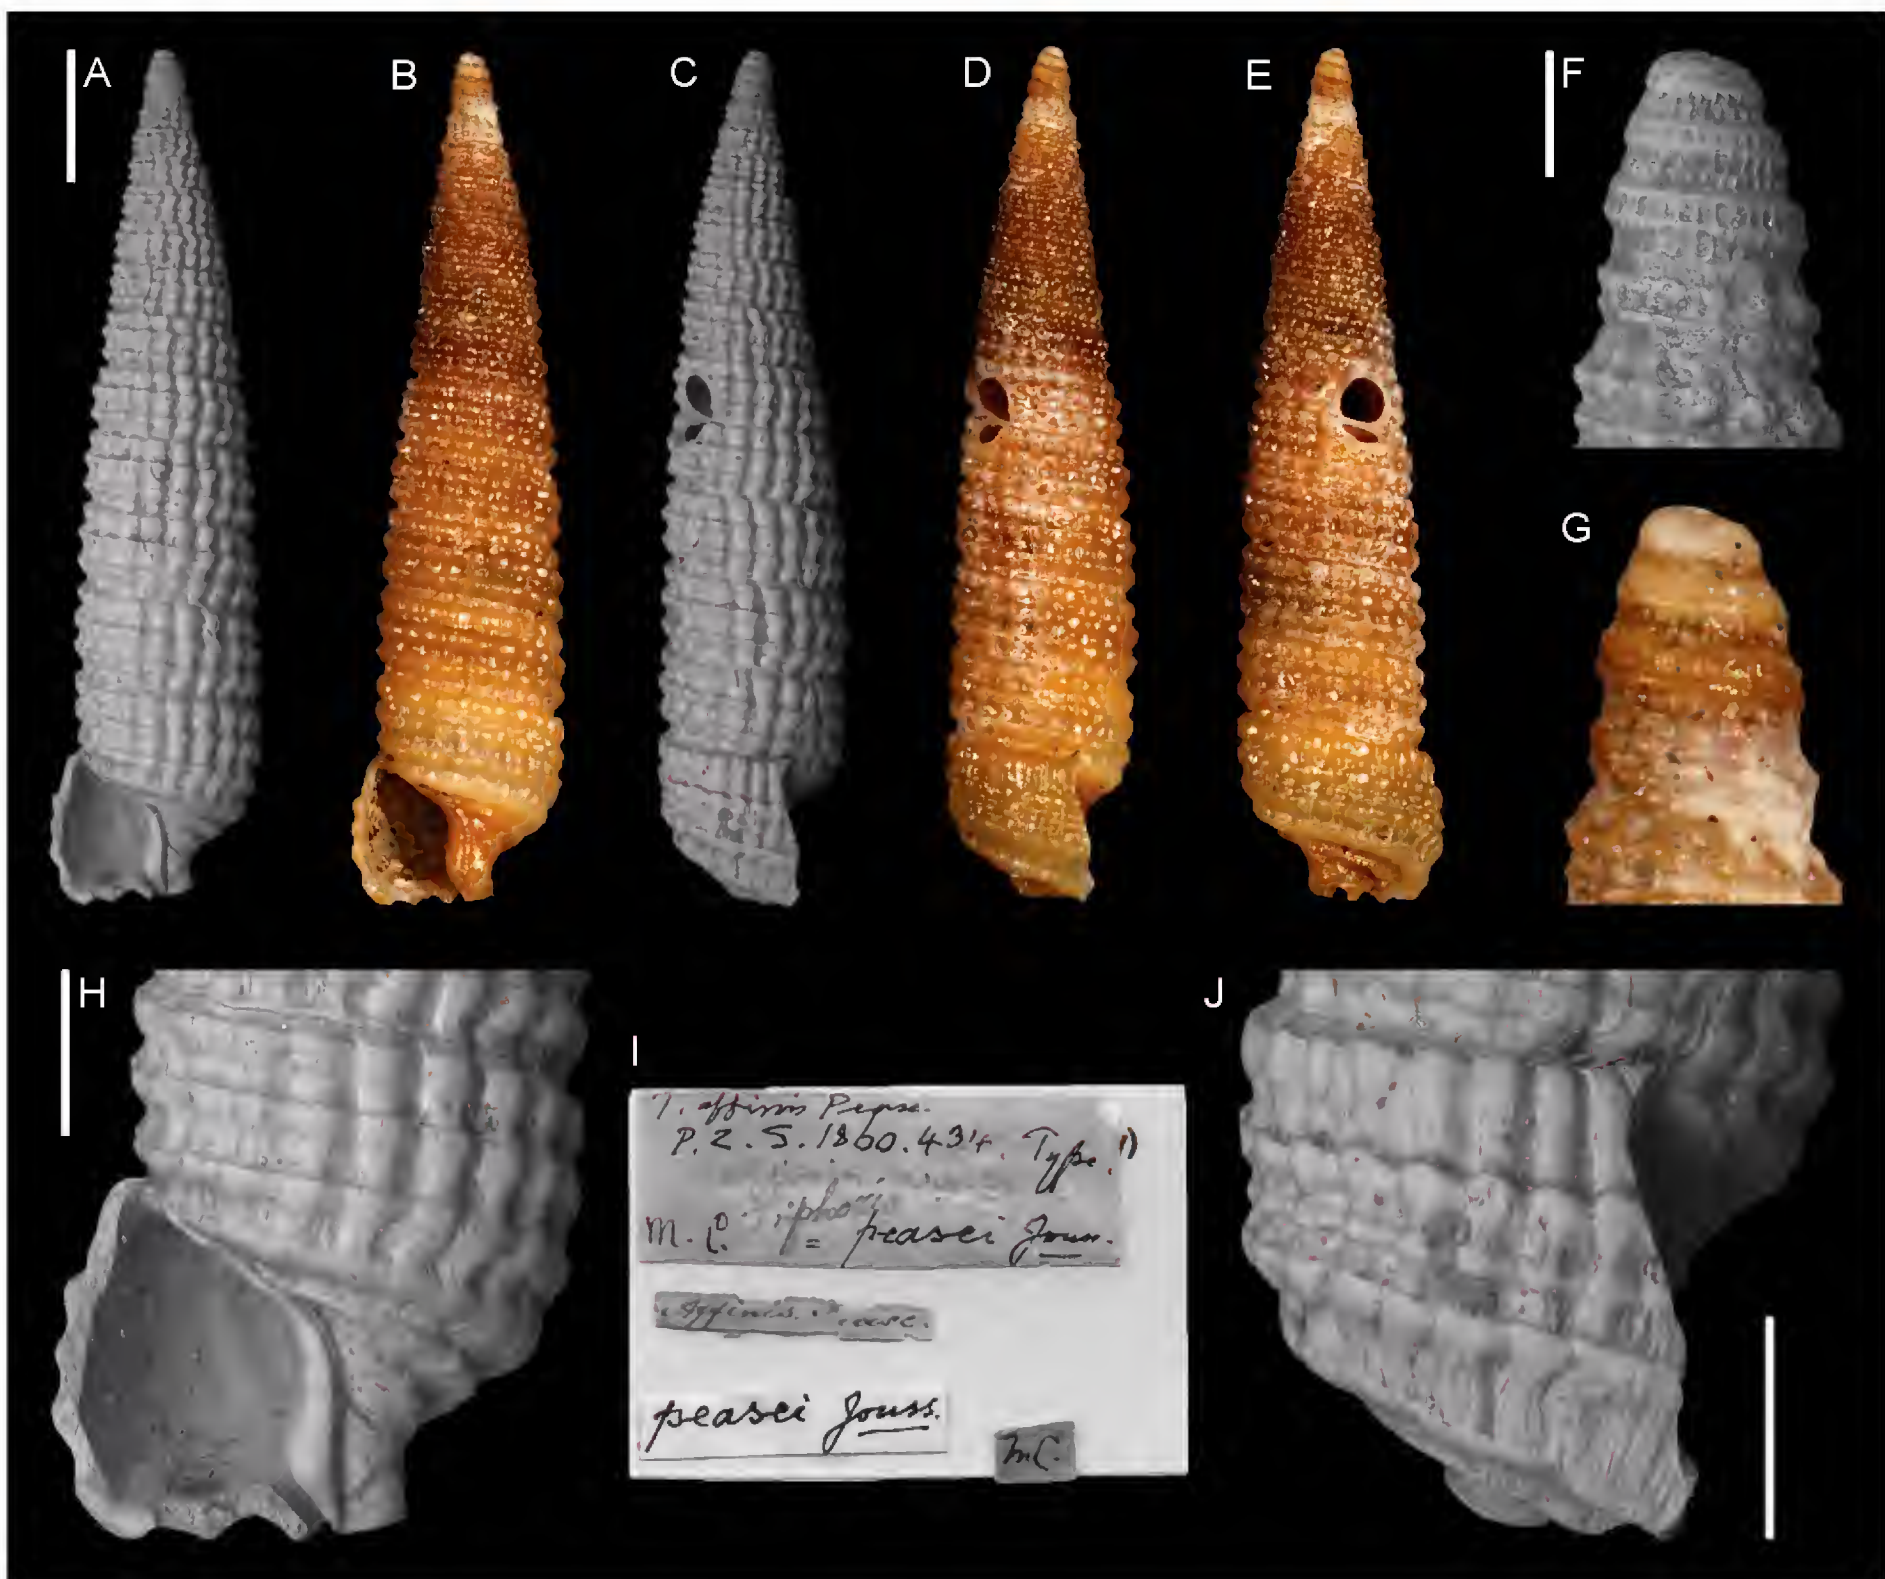 A
B
C
D
E
F
G
H
I
J
T. affinis Pease.
P. Z. S. 1860. 434. Type.
M. C. = peasei Jouss.
Affinis. Pease.
peasei Jouss.
M.C.